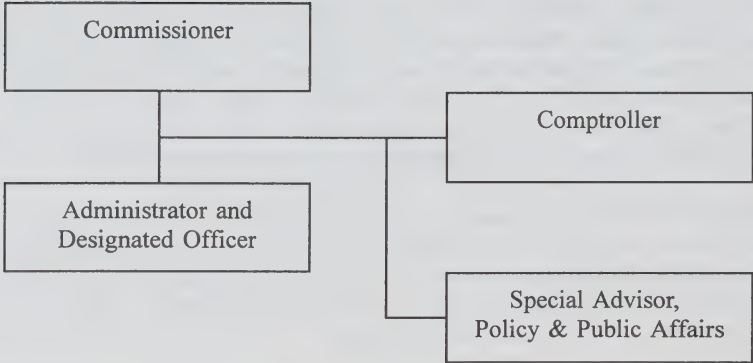 Commissioner
Comptroller
Administrator and
Designated Officer
Special Advisor,
Policy & Public Affairs